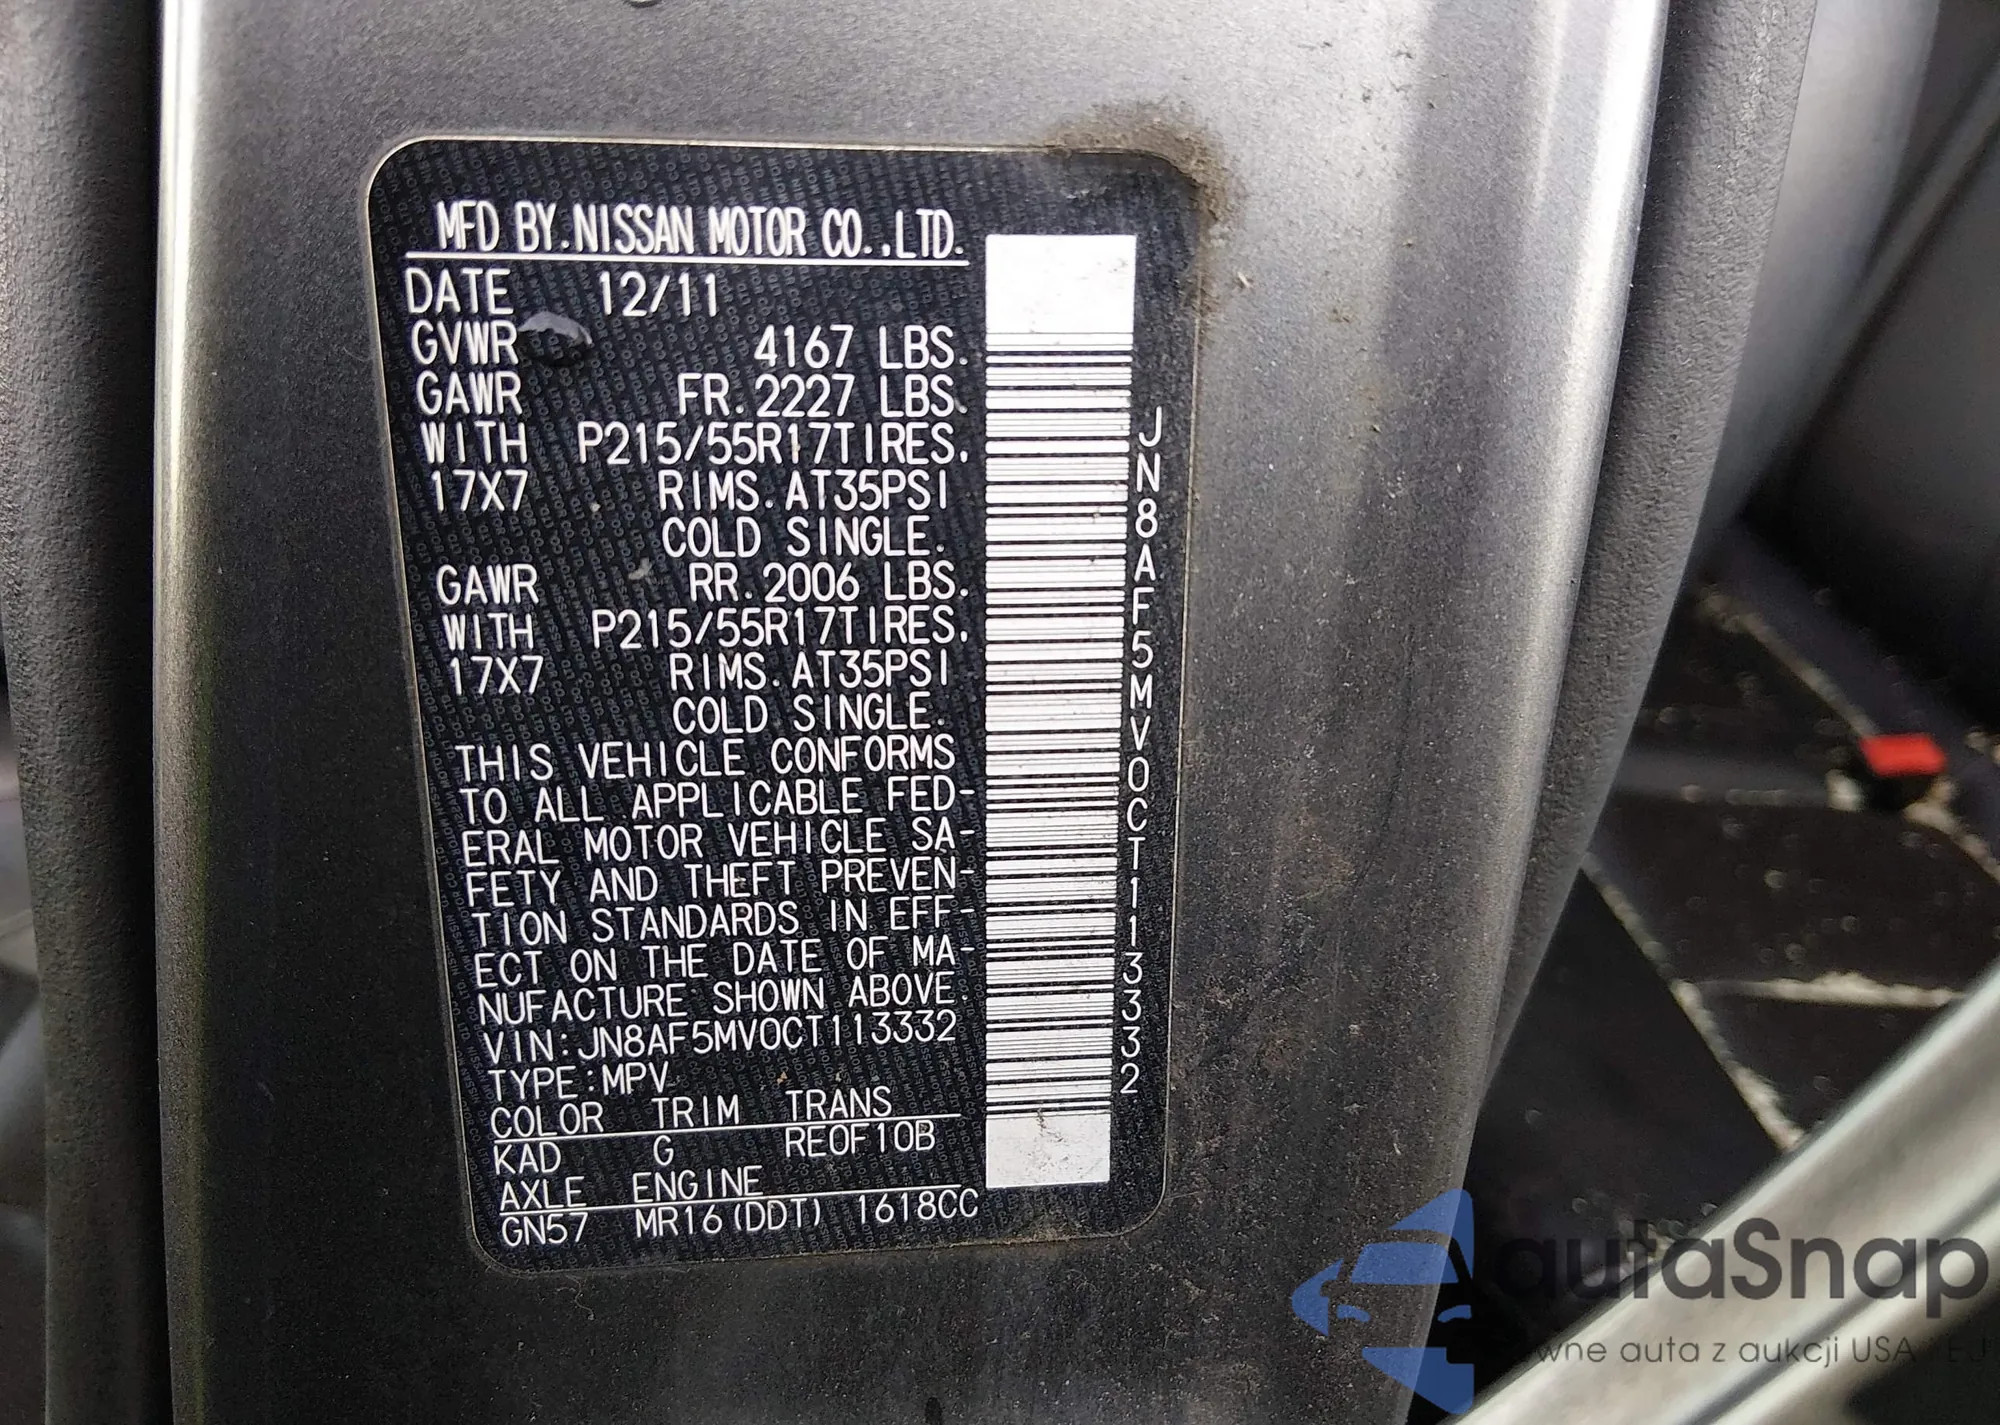 MFD BY.NISSAN MOTOR CO.,LTD.
DATE 12/11
GVWR 4167 LBS.
GAWR FR.2227 LBS.
WITH P215/55R17TIRES.
17X7 RIMS.AT35PSI
COLD SINGLE.
GAWR RR.2006 LBS.
WITH P215/55R17TIRES.
17X7 RIMS.AT35PSI
COLD SINGLE.
THIS VEHICLE CONFORMS
TO ALL APPLICABLE FED-
ERAL MOTOR VEHICLE SA-
FETY AND THEFT PREVEN-
TION STANDARDS IN EFF-
ECT ON THE DATE OF MA-
NUFACTURE SHOWN ABOVE.
VIN:JN8AF5MV0CT113332
TYPE:MPV
COLOR TRIM TRANS
KAD G RE0F10B
AXLE ENGINE
GN57 MR16(DDT) 1618CC
JN8AF5MV0CT113332
autaSnap
auta z aukcji USA i EU